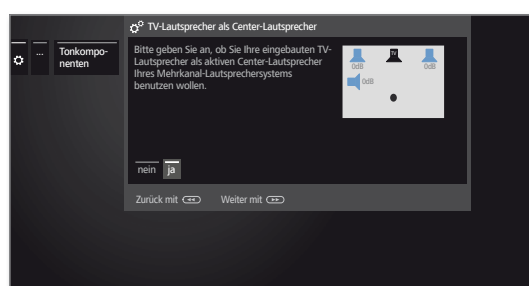 TV-Lautsprecher als Center-Lautsprecher
... Tonkompo-
nenten
Bitte geben Sie an, ob Sie Ihre eingebauten TV-
Lautsprecher als aktiven Center-Lautsprecher
Ihres Mehrkanal-Lautsprechersystems
benutzen wollen.
TV
0dB 0dB
0dB
nein ja
Zurück mit Weiter mit